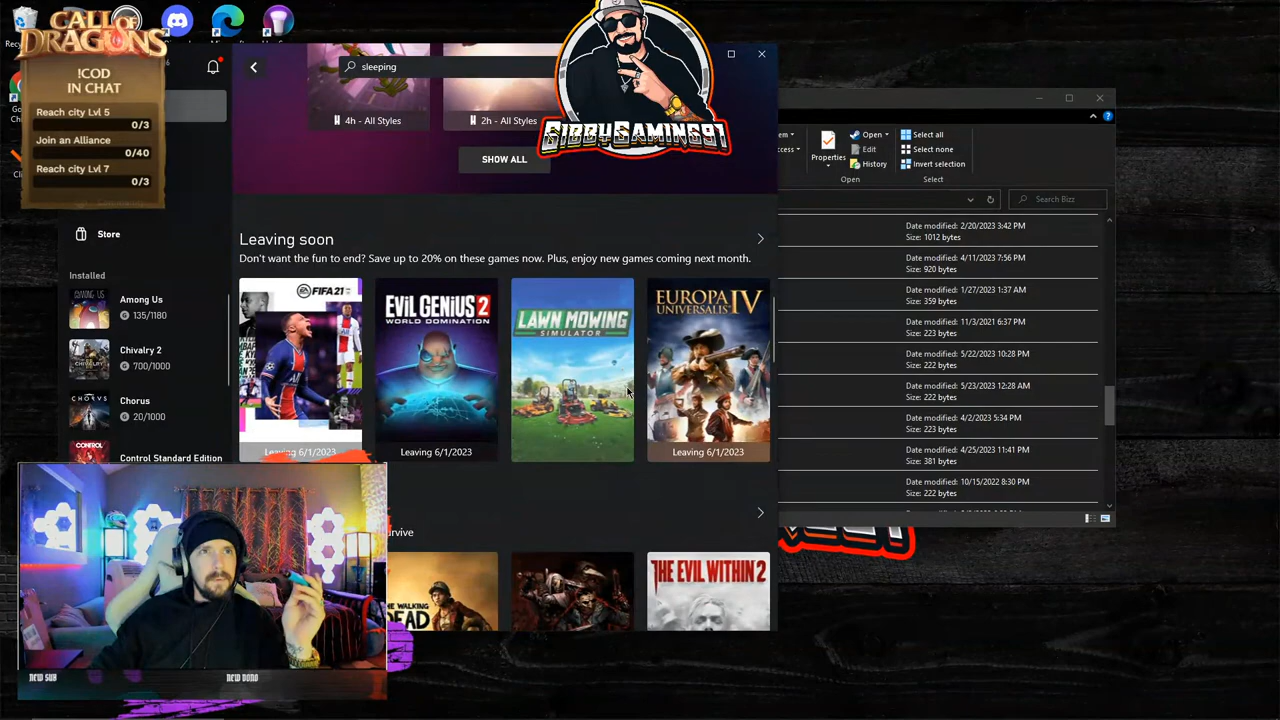 CALL OF
DRAGONS
!COD
IN CHAT
Reach city Lvl 5
0/3
Join an Alliance
0/40
Reach city Lvl 7
0/3
sleeping
4h - All Styles
2h - All Styles
SHOW ALL
GIBBYGAMING91
Leaving soon
Don't want the fun to end? Save up to 20% on these games now. Plus, enjoy new games coming next month.
EA FIFA 21
Leaving 6/1/2023
EVIL GENIUS 2
WORLD DOMINATION
Leaving 6/1/2023
LAWN MOWING
SIMULATOR
EUROPA
UNIVERSALIS IV
Leaving 6/1/2023
Store
Installed
Among Us
G 135/1180
Chivalry 2
G 700/1000
CHORVS
Chorus
G 20/1000
CONTROL
Control Standard Edition
urvive
THE WALKING
DEAD
THE EVIL WITHIN 2
NEW SUB
NEW DONO
Properties
Open
Edit
History
Open
Select all
Select none
Invert selection
Select
Search Bizz
Date modified: 2/20/2023 3:42 PM
Size: 1012 bytes
Date modified: 4/11/2023 7:56 PM
Size: 920 bytes
Date modified: 1/27/2023 1:37 AM
Size: 359 bytes
Date modified: 11/3/2021 6:37 PM
Size: 223 bytes
Date modified: 5/22/2023 10:28 PM
Size: 222 bytes
Date modified: 5/23/2023 12:28 AM
Size: 222 bytes
Date modified: 4/2/2023 5:34 PM
Size: 223 bytes
Date modified: 4/25/2023 11:41 PM
Size: 381 bytes
Date modified: 10/15/2022 8:30 PM
Size: 222 bytes